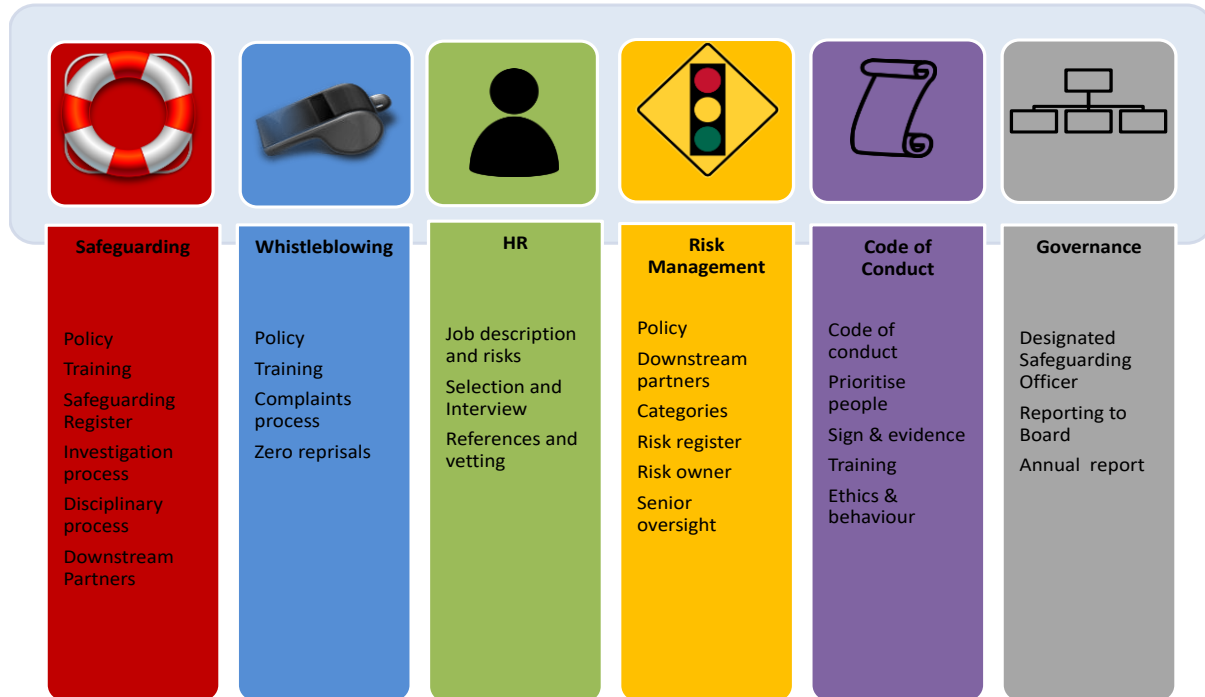 Safeguarding
Policy
Training
Safeguarding
Register
Investigation
process
Disciplinary
process
Downstream
Partners
Whistleblowing
Policy
Training
Complaints
process
Zero reprisals
HR
Job description
and risks
Selection and
Interview
References and
vetting
Risk
Management
Policy
Downstream
partners
Categories
Risk register
Risk owner
Senior
oversight
Code of
Conduct
Code of
conduct
Prioritise
people
Sign & evidence
Training
Ethics &
behaviour
Governance
Designated
Safeguarding
Officer
Reporting to
Board
Annual report